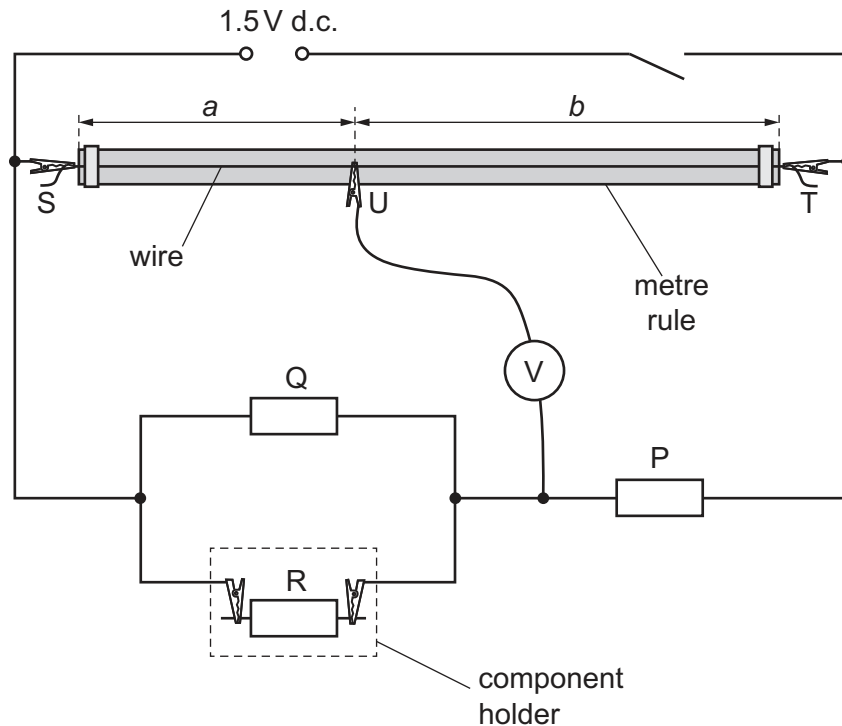 1.5 V d.c.
a
b
S
U
T
wire
metre
rule
V
Q
P
R
component
holder